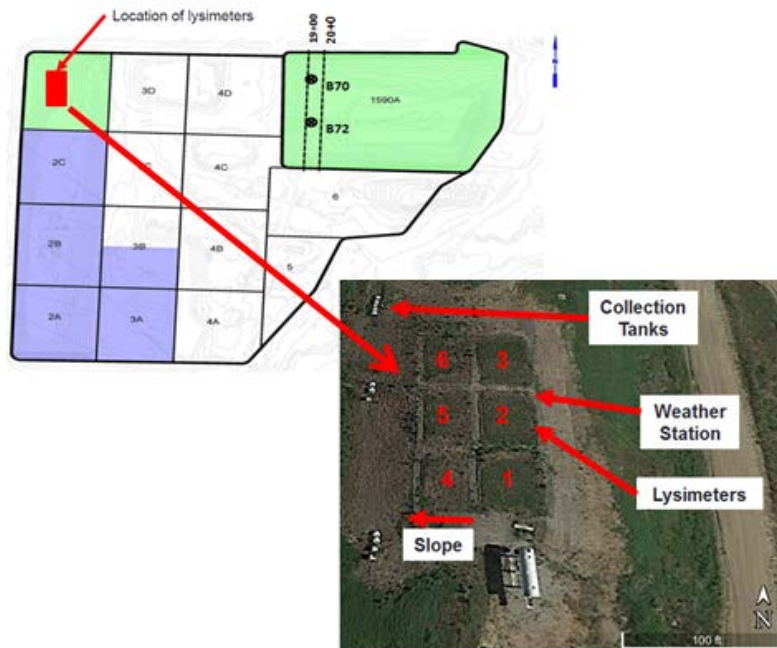 Location of lysimeters
19+00
20+0
B70
B72
1590A
3D
4D
2C
C
4C
6
2B
3B
4B
5
2A
3A
4A
Collection
Tanks
6
3
Weather
Station
5
2
Lysimeters
4
1
Slope
N
100 ft